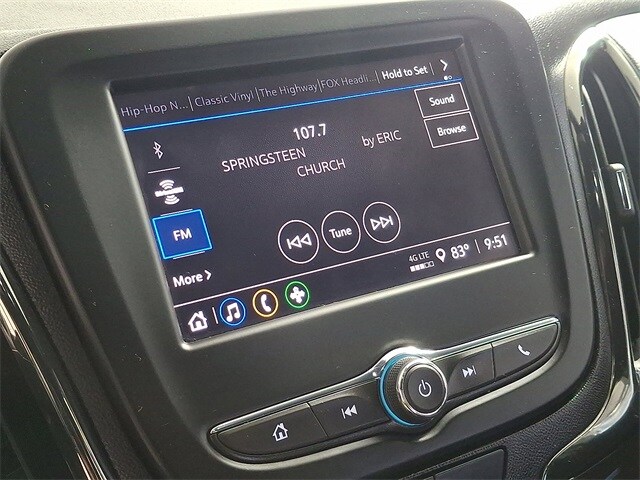 Hip-Hop N... | Classic Vinyl | The Highway | FOX Headli... Hold to Set
107.7
Sound
SPRINGSTEEN by ERIC
Browse
CHURCH
SiriusXM
FM
Tune
More
4G LTE 83° 9:51